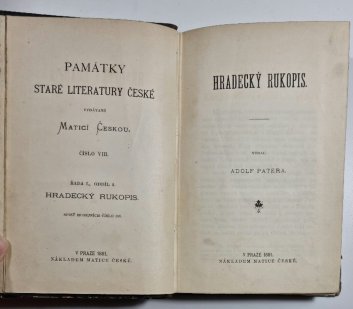 PAMÁTKY
STARÉ LITERATURY ČESKÉ
VYDÁVANÉ
MATICÍ ČESKOU.
ČÍSLO VIII.
ŘADA I., ODDÍL 4.
HRADECKÝ RUKOPIS.
V PRAZE 1881.
NÁKLADEM MATICE ČESKÉ.
HRADECKÝ RUKOPIS.
VYDAL
ADOLF PATERA.
V PRAZE 1881.
NÁKLADEM MATICE ČESKÉ.